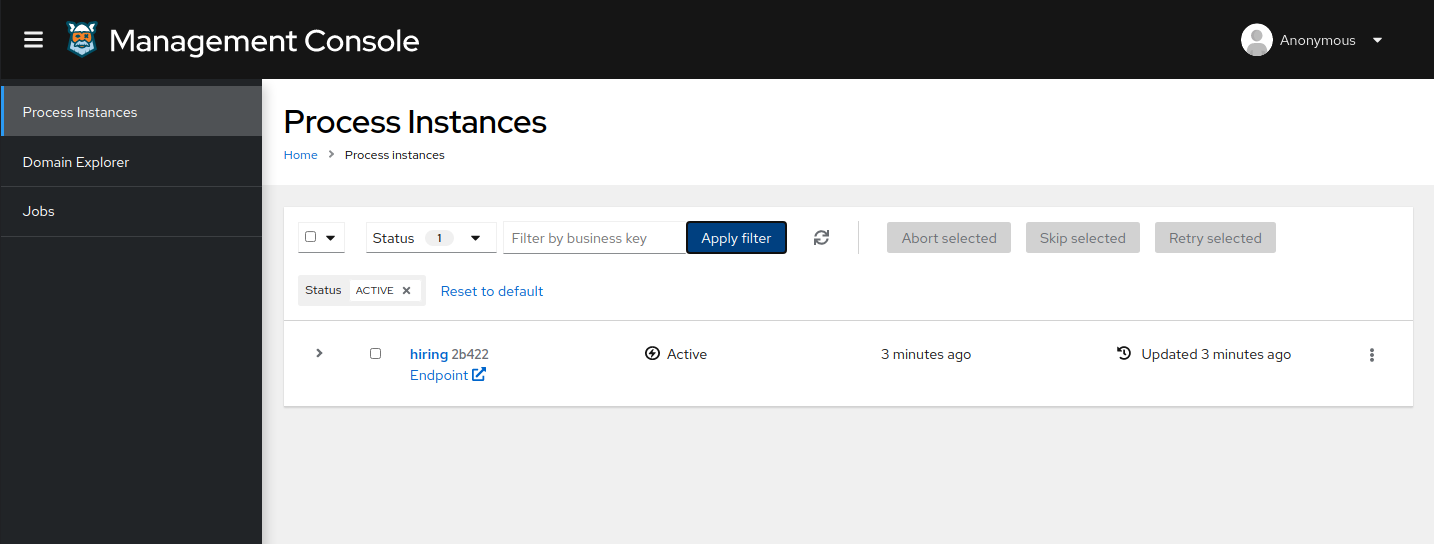 Management Console
Anonymous
Process Instances
Domain Explorer
Jobs
Process Instances
Home > Process instances
Status 1 Filter by business key Apply filter Abort selected Skip selected Retry selected
Status ACTIVE Reset to default
hiring 2b422 Active 3 minutes ago Updated 3 minutes ago
Endpoint